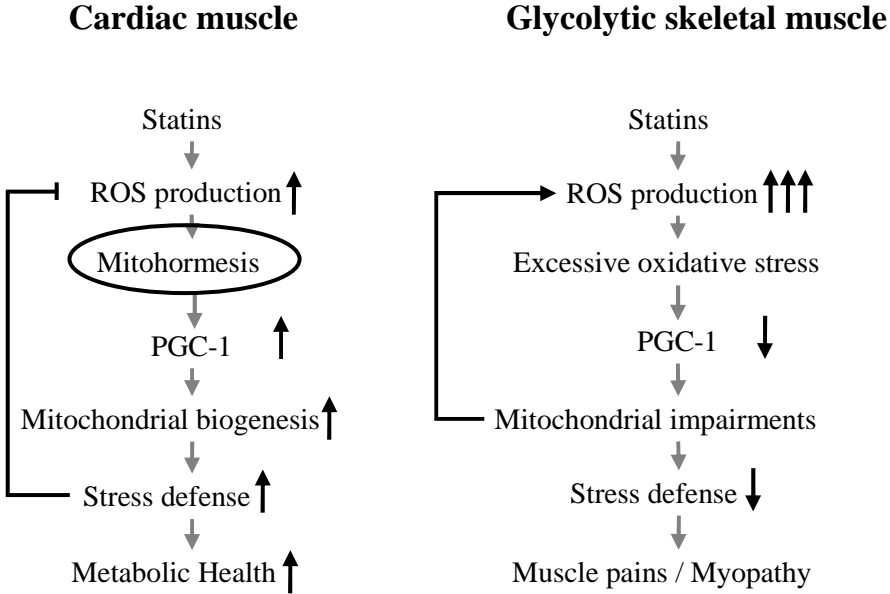 Cardiac muscle
Statins
ROS production
Mitohormesis
PGC-1
Mitochondrial biogenesis
Stress defense
Metabolic Health
Glycolytic skeletal muscle
Statins
ROS production
Excessive oxidative stress
PGC-1
Mitochondrial impairments
Stress defense
Muscle pains / Myopathy